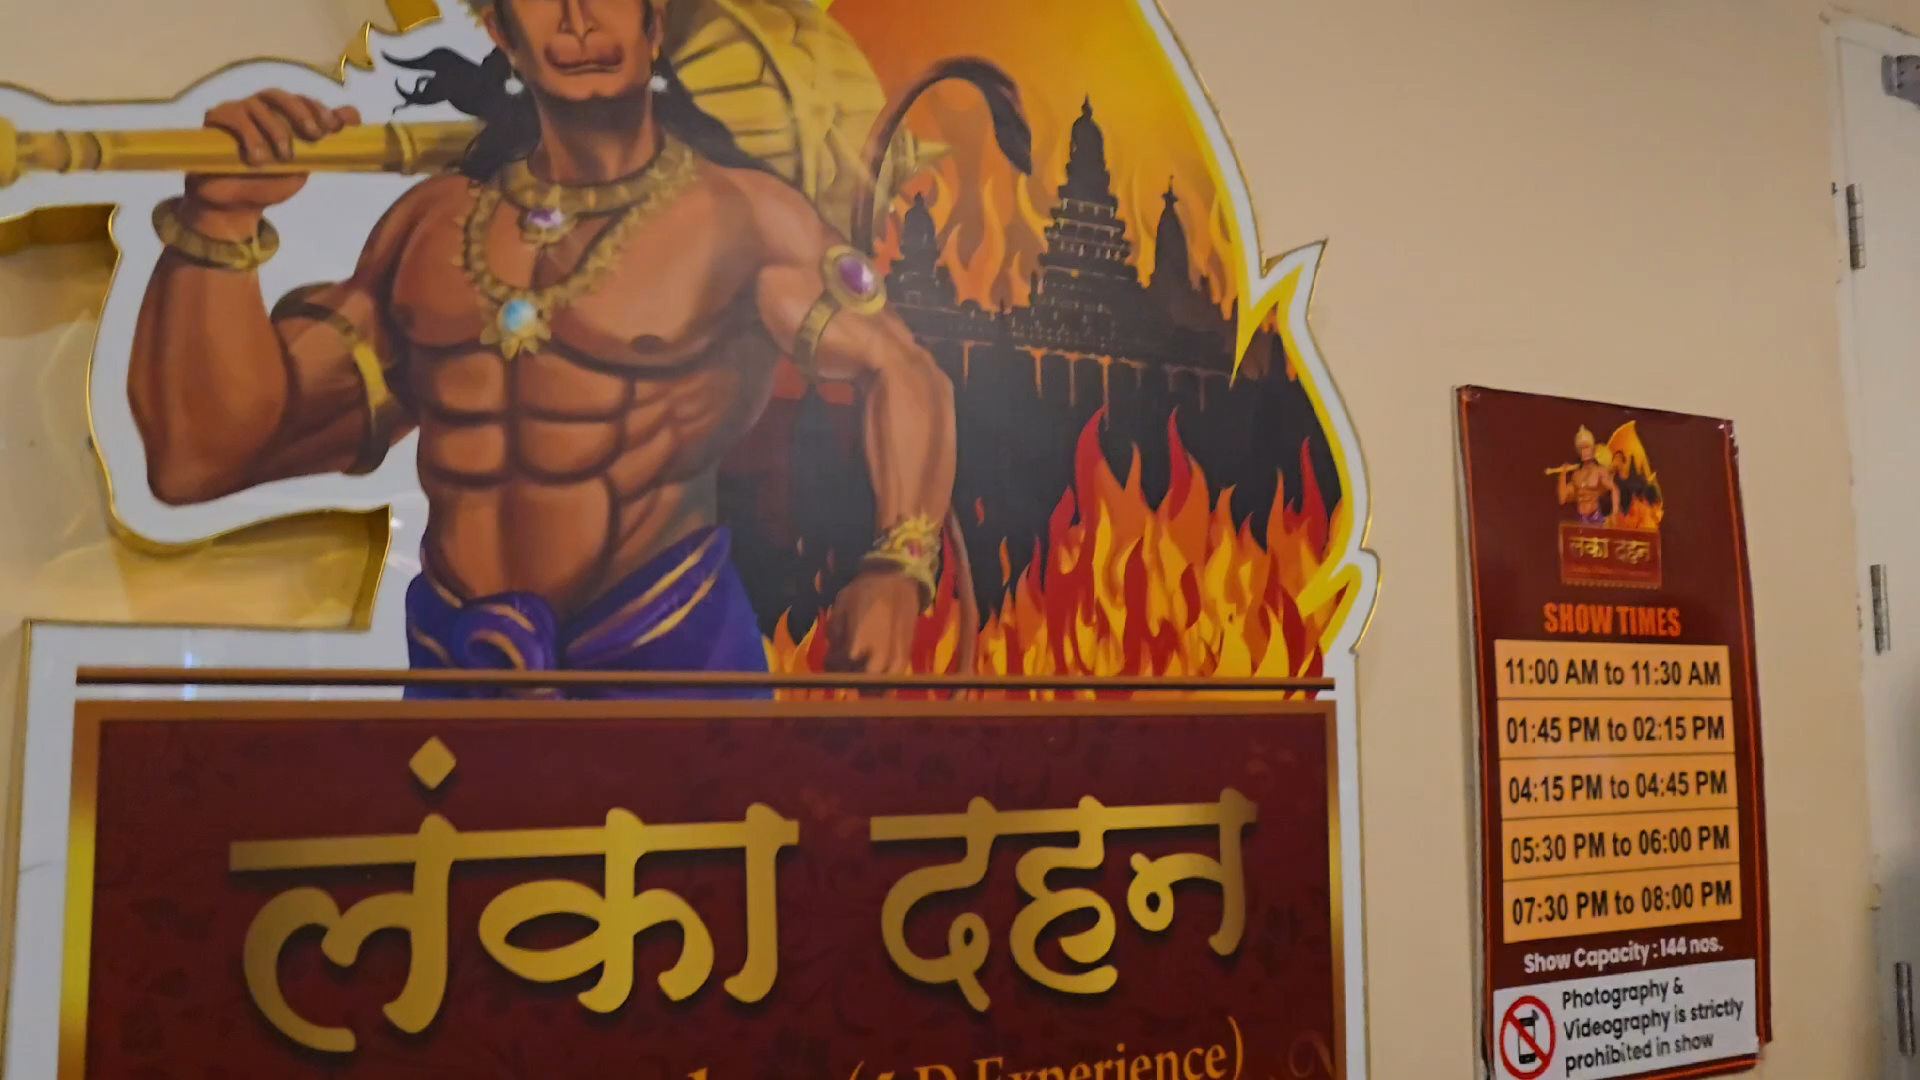 लंका दहन
(5 D Experience)
लंका दहन
SHOW TIMES
11:00 AM to 11:30 AM
01:45 PM to 02:15 PM
04:15 PM to 04:45 PM
05:30 PM to 06:00 PM
07:30 PM to 08:00 PM
Show Capacity : 144 nos.
Photography &
Videography is strictly
prohibited in show